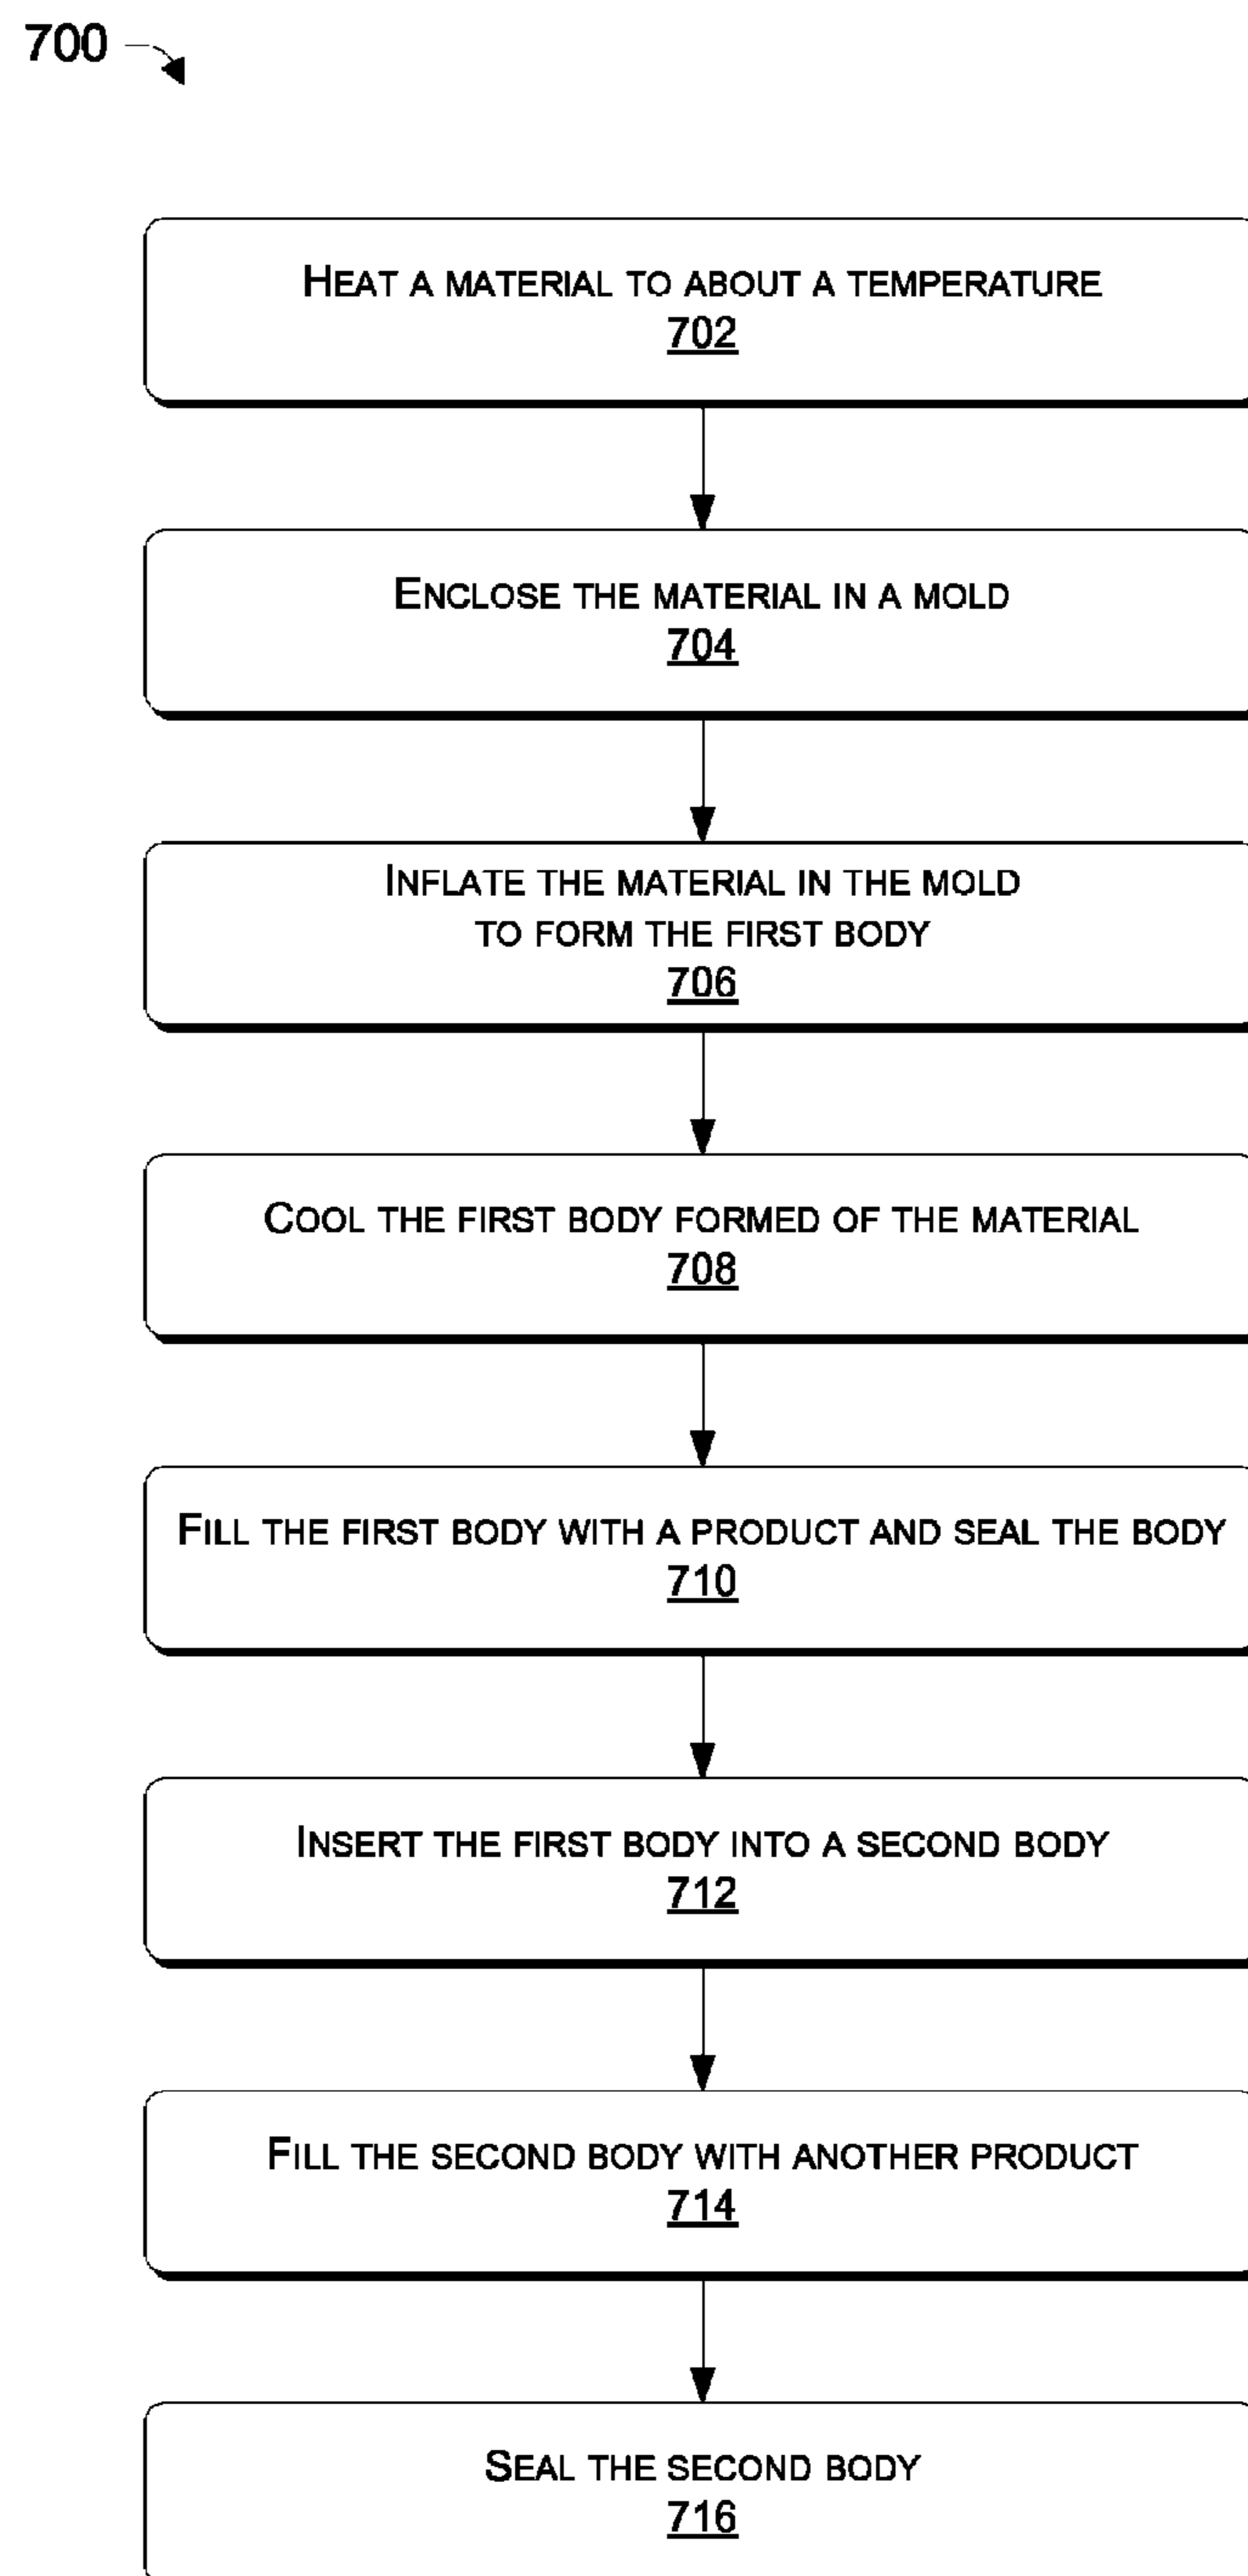 700
HEAT A MATERIAL TO ABOUT A TEMPERATURE
702
ENCLOSE THE MATERIAL IN A MOLD
704
INFLATE THE MATERIAL IN THE MOLD
TO FORM THE FIRST BODY
706
COOL THE FIRST BODY FORMED OF THE MATERIAL
708
FILL THE FIRST BODY WITH A PRODUCT AND SEAL THE BODY
710
INSERT THE FIRST BODY INTO A SECOND BODY
712
FILL THE SECOND BODY WITH ANOTHER PRODUCT
714
SEAL THE SECOND BODY
716